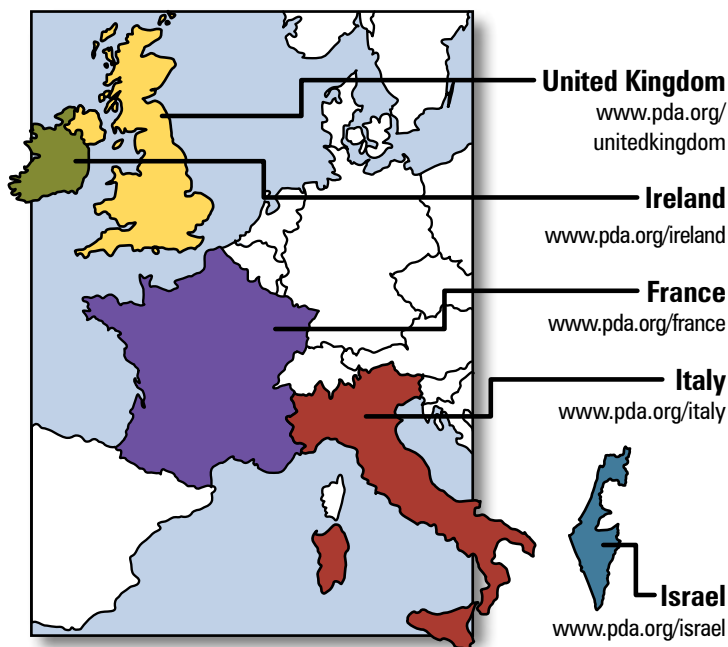 United Kingdom
www.pda.org/
unitedkingdom
Ireland
www.pda.org/ireland
France
www.pda.org/france
Italy
www.pda.org/italy
Israel
www.pda.org/israel